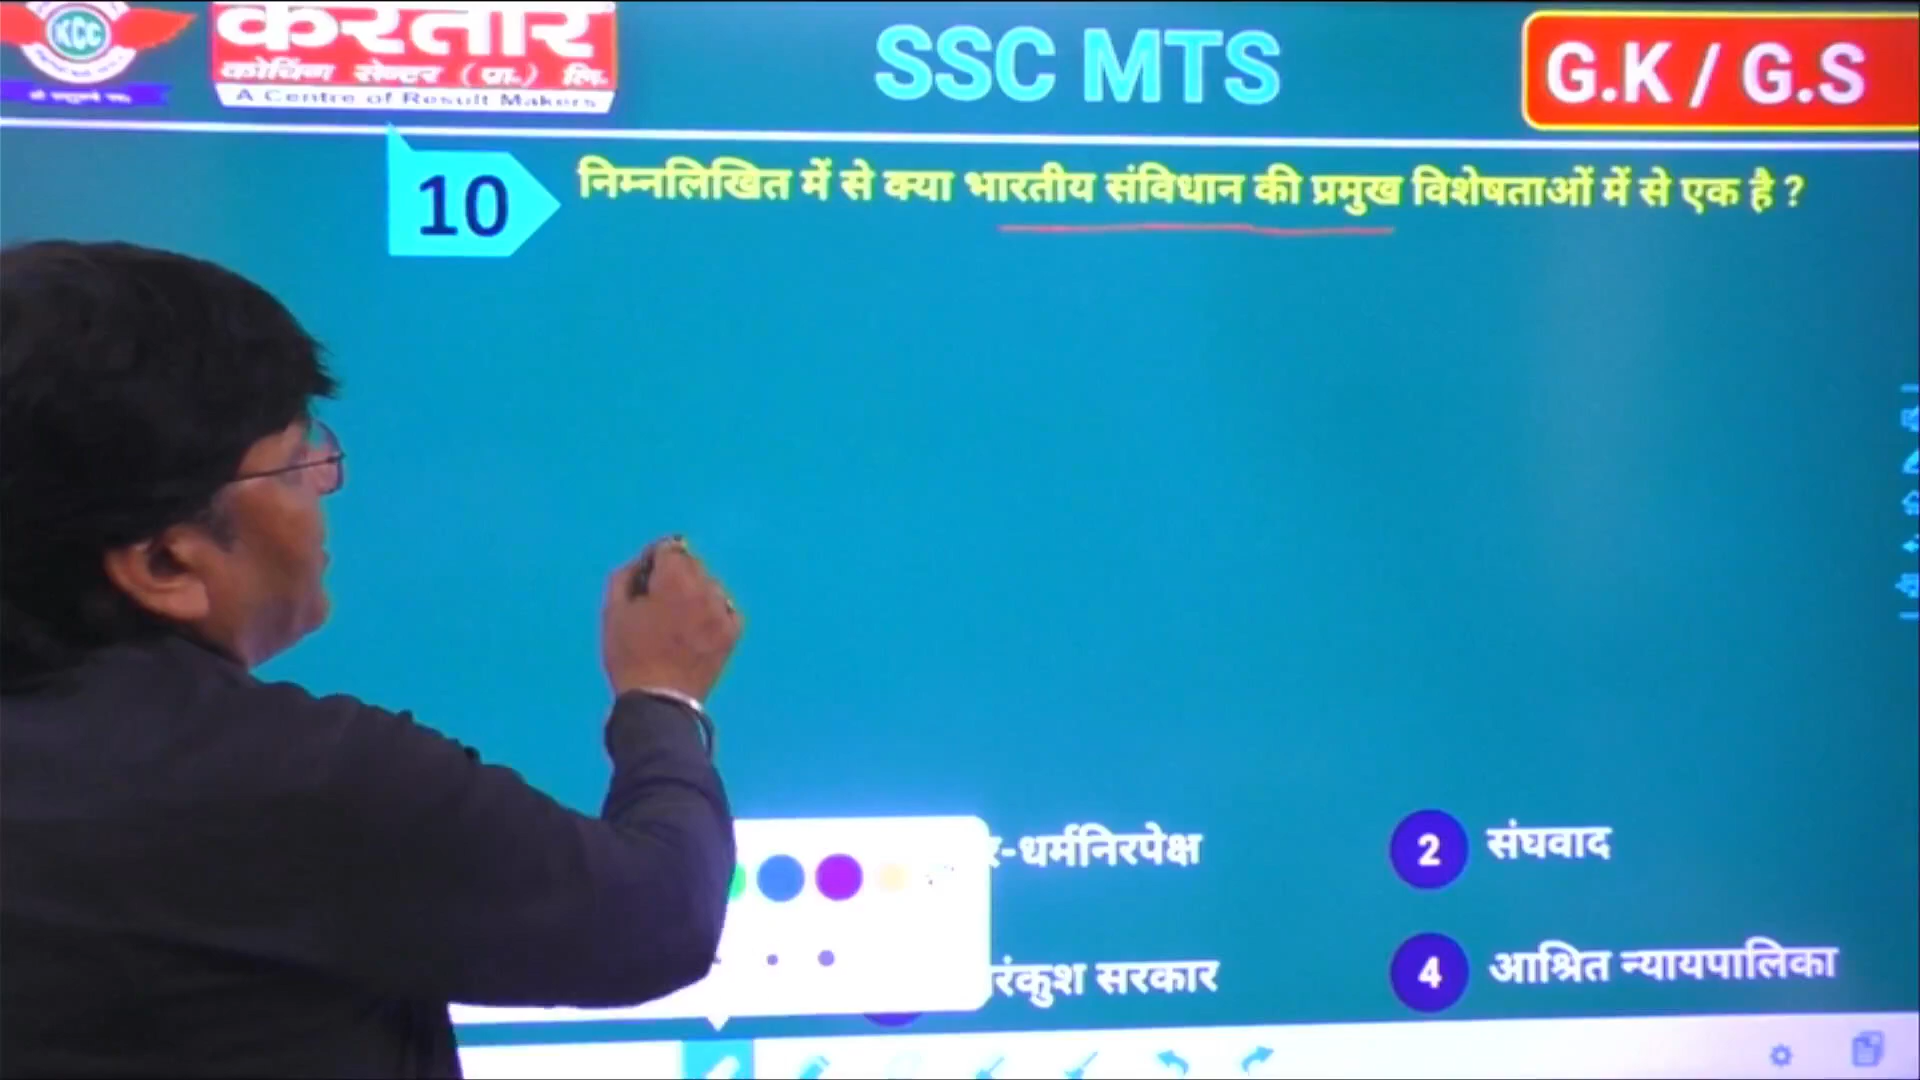 KCC
करतार
कोचिंग सेन्टर (प्रा.) लि.
A Centre of Result Makers
SSC MTS
G.K / G.S
10
निम्नलिखित में से क्या भारतीय संविधान की प्रमुख विशेषताओं में से एक है ?
र-धर्मनिरपेक्ष
2 संघवाद
रंकुश सरकार
4 आश्रित न्यायपालिका